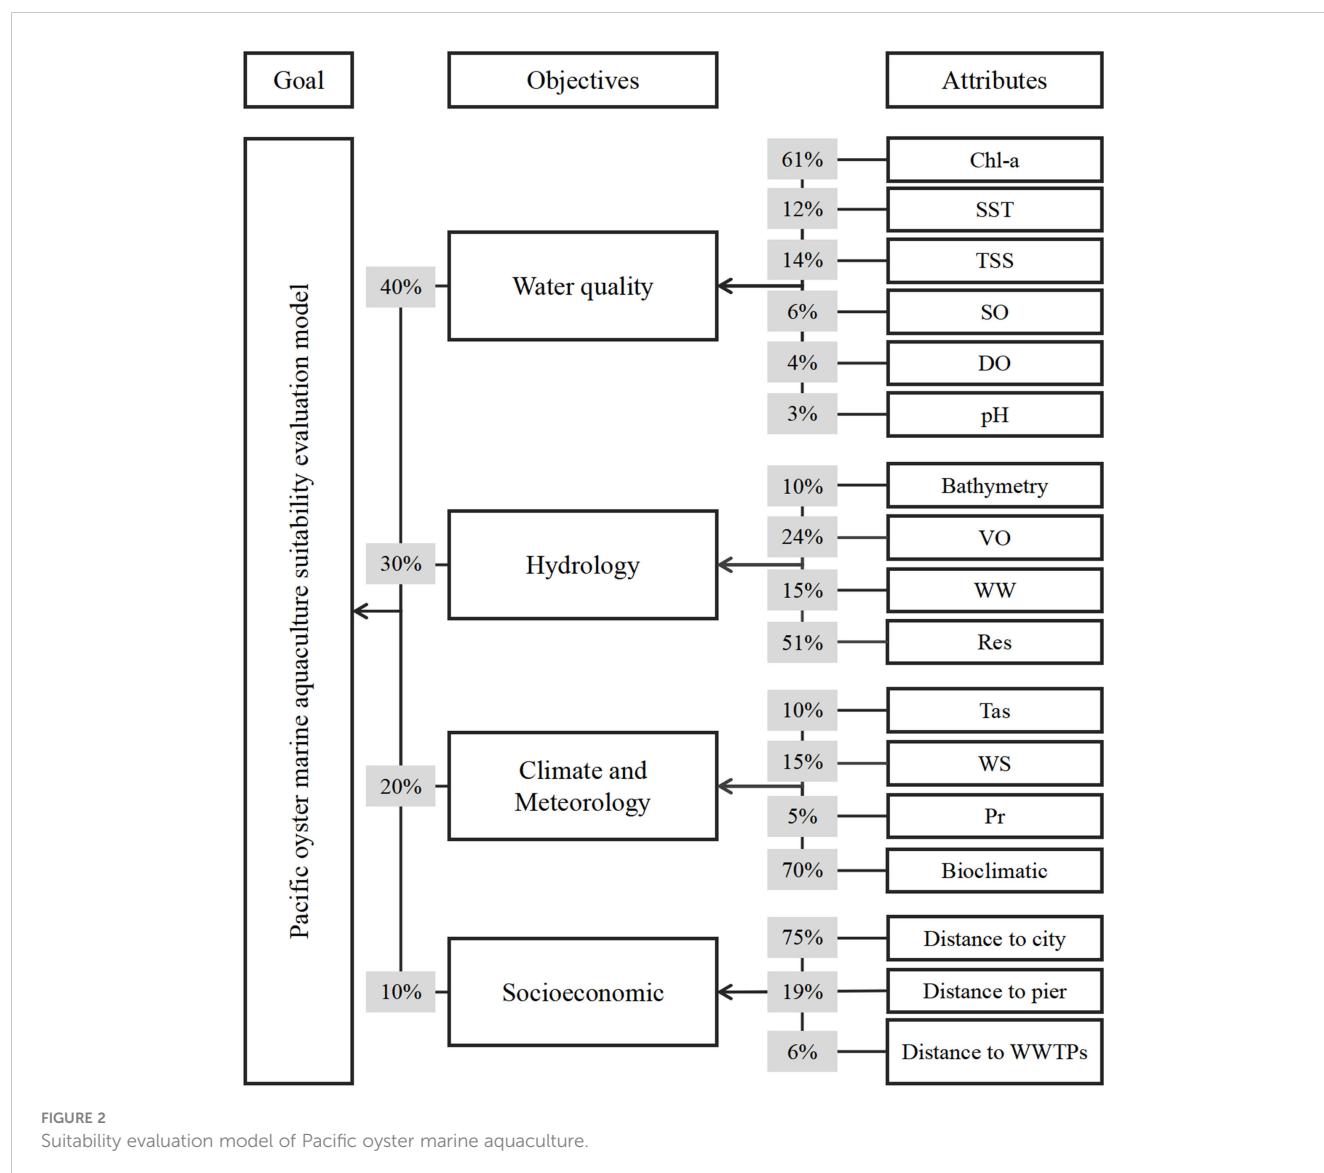 Goal
Objectives
Attributes
Pacific oyster marine aquaculture suitability evaluation model
40%
Water quality
61%
Chl-a
12%
SST
14%
TSS
6%
SO
4%
DO
3%
pH
30%
Hydrology
10%
Bathymetry
24%
VO
15%
WW
51%
Res
20%
Climate and
Meteorology
10%
Tas
15%
WS
5%
Pr
70%
Bioclimatic
10%
Socioeconomic
75%
Distance to city
19%
Distance to pier
6%
Distance to WWTPs
FIGURE 2
Suitability evaluation model of Pacific oyster marine aquaculture.